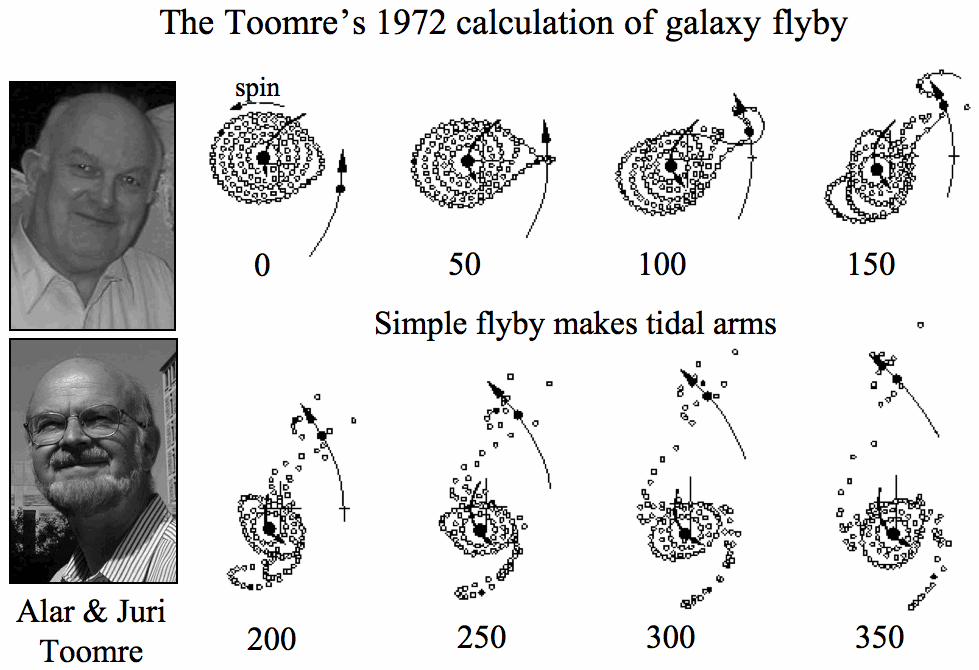 The Toomre's 1972 calculation of galaxy flyby
spin
0
50
100
150
Simple flyby makes tidal arms
Alar & Juri
Toomre
200
250
300
350